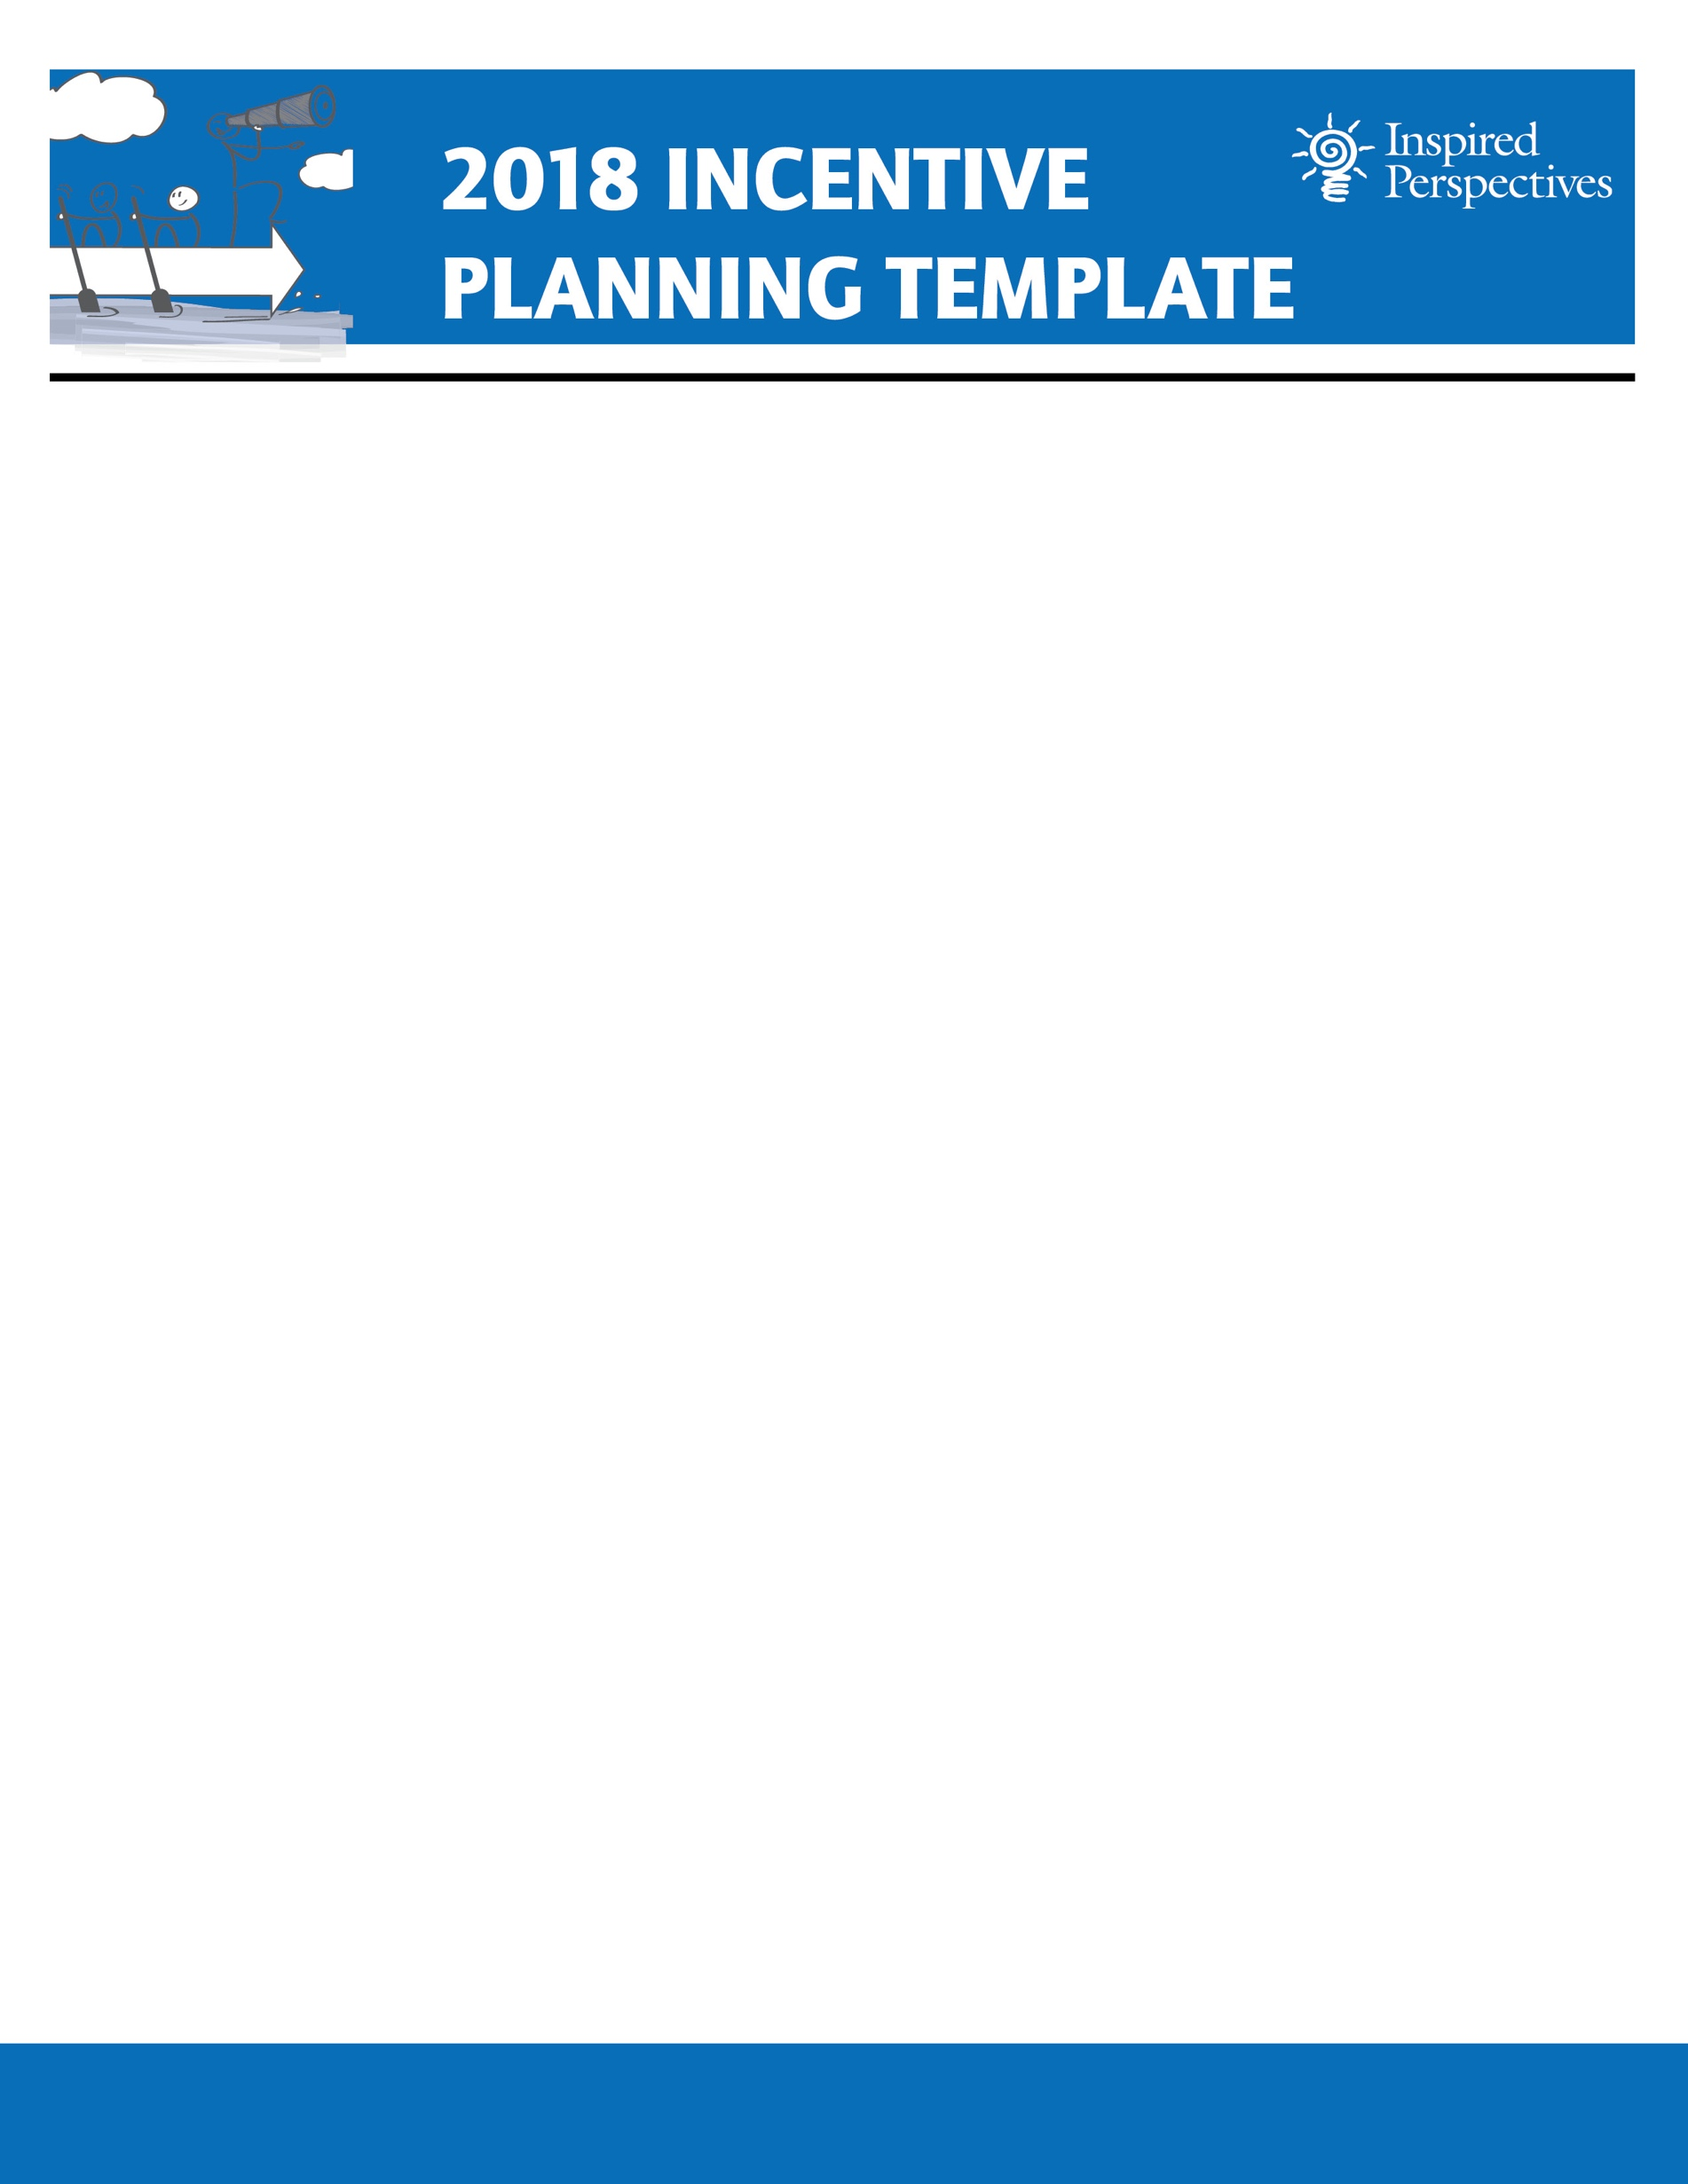 2018 INCENTIVE
PLANNING TEMPLATE
Inspired
Perspectives